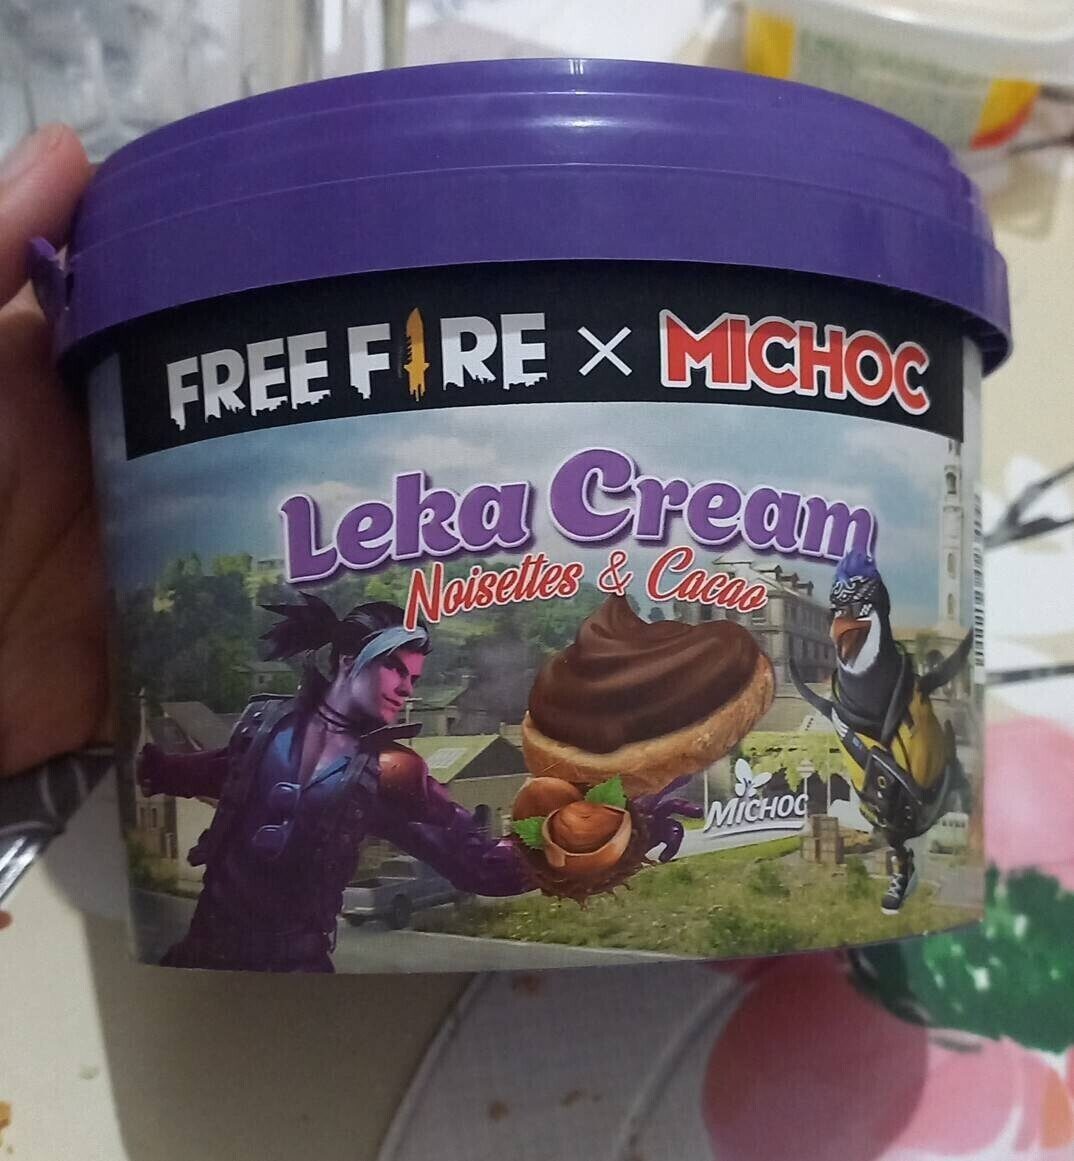 FREE FIRE × MICHOC
Leka Cream
Noisettes & Cacao
MICHOC